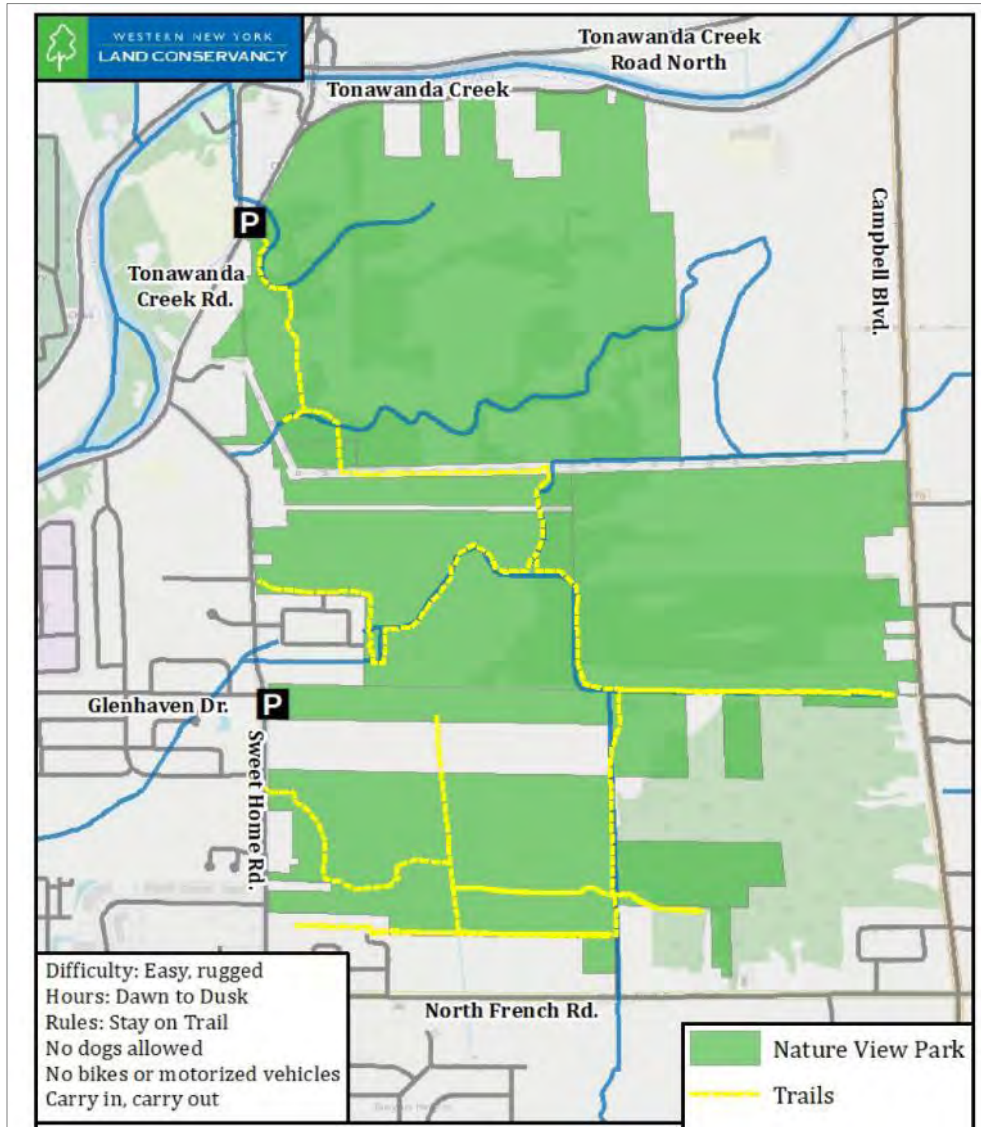 WESTERN NEW YORK
LAND CONSERVANCY
Tonawanda Creek
Road North
Tonawanda Creek
P
Campbell Blvd.
Tonawanda
Creek Rd.
Glenhaven Dr.
P
Sweet Home Rd.
North French Rd.
Difficulty: Easy, rugged
Hours: Dawn to Dusk
Rules: Stay on Trail
No dogs allowed
No bikes or motorized vehicles
Carry in, carry out
Nature View Park
Trails